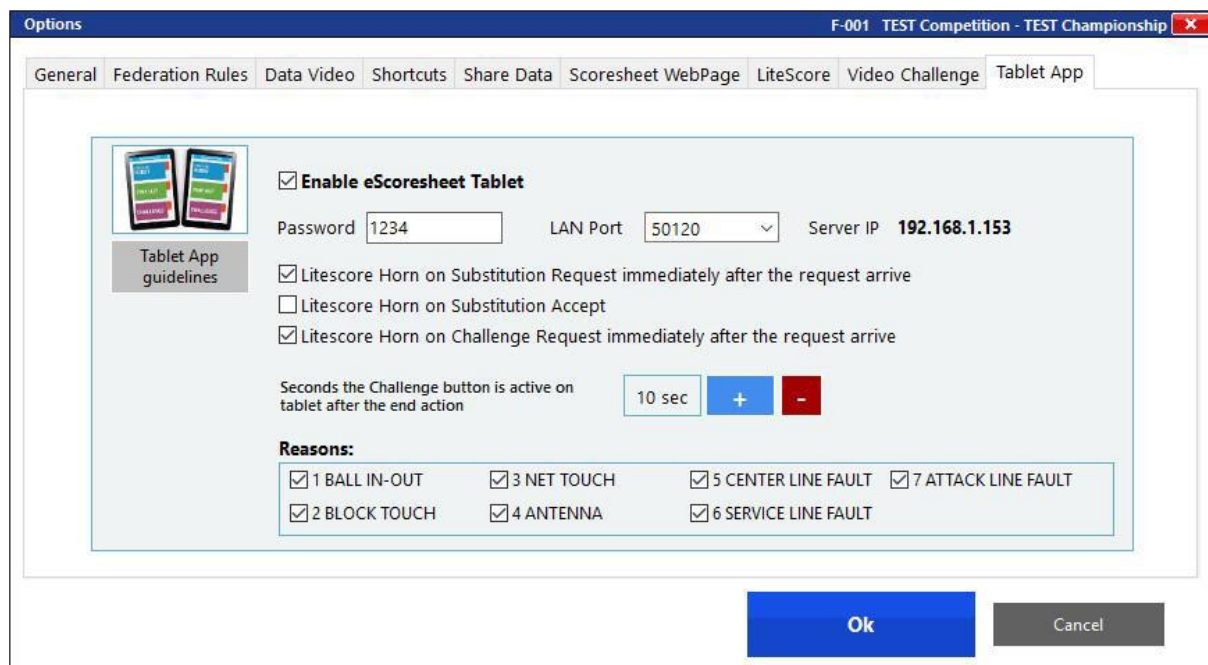 Options F-001 TEST Competition - TEST Championship
General Federation Rules Data Video Shortcuts Share Data Scoresheet WebPage LiteScore Video Challenge Tablet App
Enable eScoresheet Tablet
Password 1234 LAN Port 50120 Server IP 192.168.1.153
Tablet App
guidelines
Litescore Horn on Substitution Request immediately after the request arrive
Litescore Horn on Substitution Accept
Litescore Horn on Challenge Request immediately after the request arrive
Seconds the Challenge button is active on
tablet after the end action
10 sec + -
Reasons:
1 BALL IN-OUT 3 NET TOUCH 5 CENTER LINE FAULT 7 ATTACK LINE FAULT
2 BLOCK TOUCH 4 ANTENNA 6 SERVICE LINE FAULT
Ok Cancel